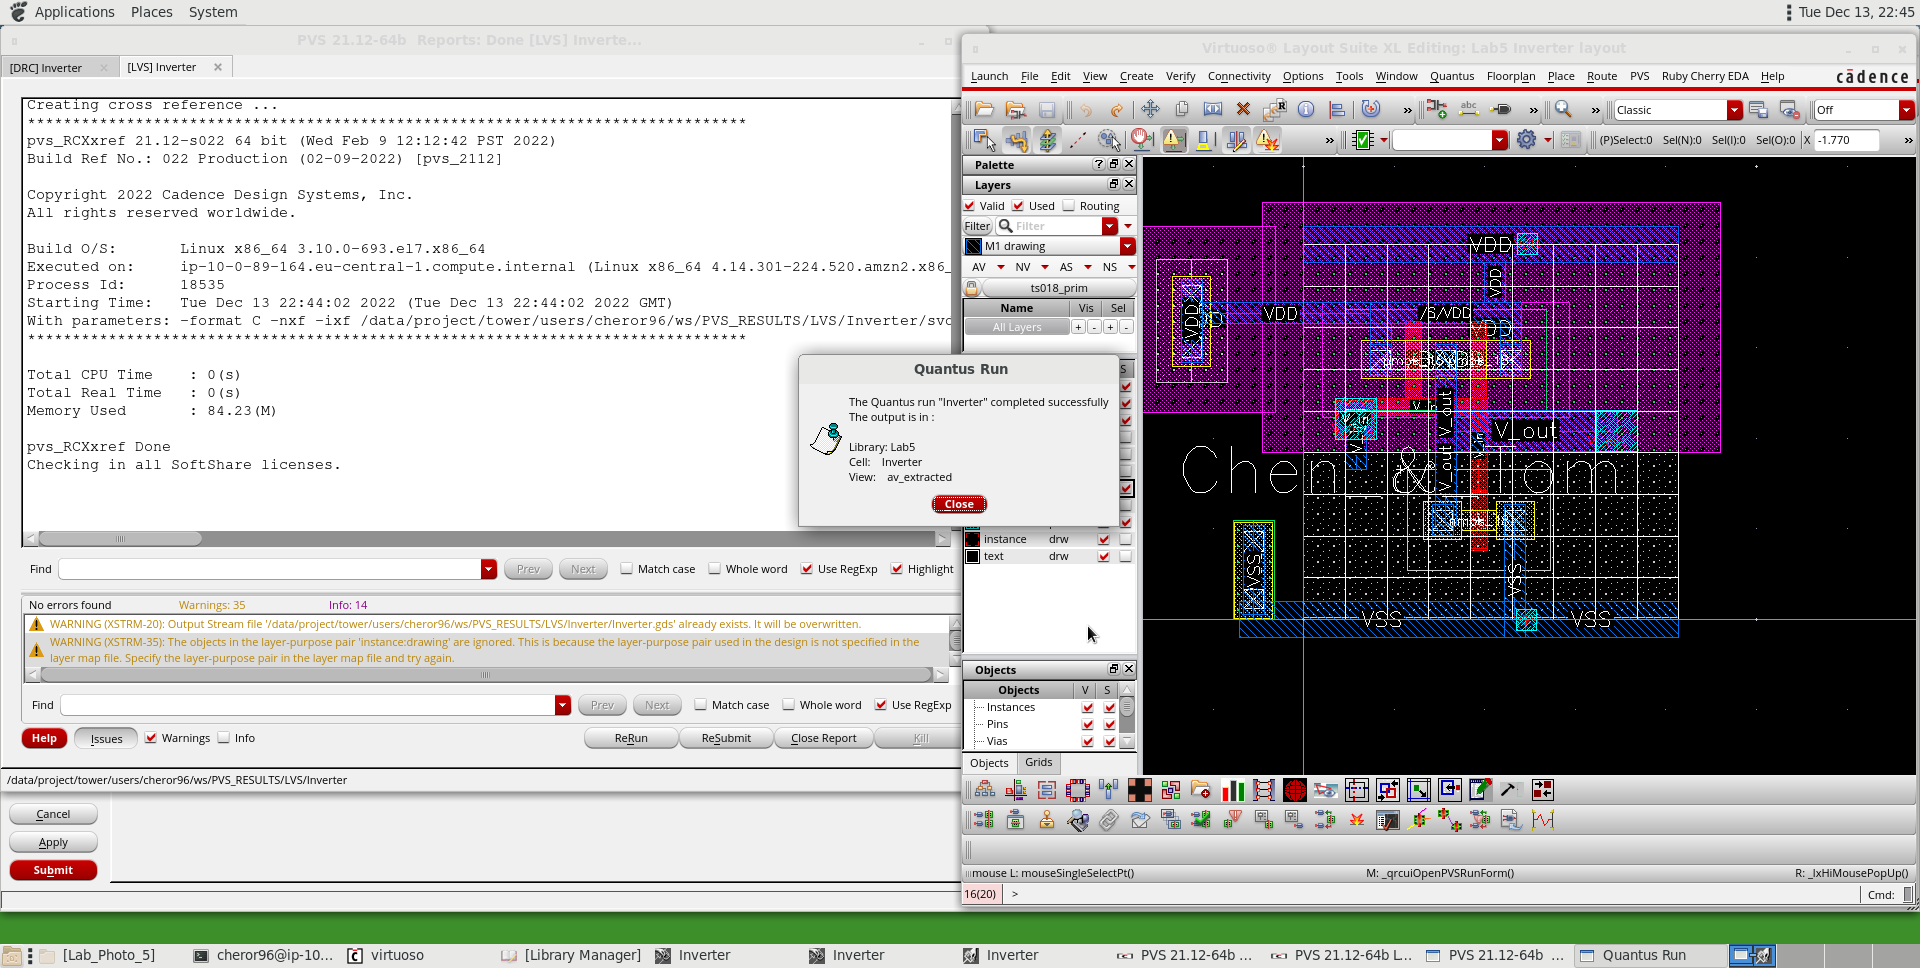 Applications Places System
Tue Dec 13, 22:45
PVS 21.12-64b Reports: Done [LVS] Inverte...
[DRC] Inverter
[LVS] Inverter
Creating cross reference ...
********************************************************************************
pvs_RCXxref 21.12-s022 64 bit (Wed Feb 9 12:12:42 PST 2022)
Build Ref No.: 022 Production (02-09-2022) [pvs_2112]
Copyright 2022 Cadence Design Systems, Inc.
All rights reserved worldwide.
Build O/S: Linux x86_64 3.10.0-693.el7.x86_64
Executed on: ip-10-0-89-164.eu-central-1.compute.internal (Linux x86_64 4.14.301-224.520.amzn2.x86_
Process Id: 18535
Starting Time: Tue Dec 13 22:44:02 2022 (Tue Dec 13 22:44:02 2022 GMT)
With parameters: -format C -nxf -ixf /data/project/tower/users/cheror96/ws/PVS_RESULTS/LVS/Inverter/svd
********************************************************************************
Total CPU Time : 0(s)
Total Real Time : 0(s)
Memory Used : 84.23(M)
pvs_RCXxref Done
Checking in all SoftShare licenses.
Find Prev Next Match case Whole word Use RegExp Highlight
No errors found Warnings: 35 Info: 14
WARNING (XSTRM-20): Output Stream file '/data/project/tower/users/cheror96/ws/PVS_RESULTS/LVS/Inverter/Inverter.gds' already exists. It will be overwritten.
WARNING (XSTRM-35): The objects in the layer-purpose pair 'instance:drawing' are ignored. This is because the layer-purpose pair used in the design is not specified in the
layer map file. Specify the layer-purpose pair in the layer map file and try again.
Find Prev Next Match case Whole word Use RegExp
Help Issues Warnings Info ReRun ReSubmit Close Report Kill
/data/project/tower/users/cheror96/ws/PVS_RESULTS/LVS/Inverter
Cancel
Apply
Submit
Quantus Run
The Quantus run "Inverter" completed successfully
The output is in :
Library: Lab5
Cell: Inverter
View: av_extracted
Close
Virtuoso® Layout Suite XL Editing: Lab5 Inverter layout
Launch File Edit View Create Verify Connectivity Options Tools Window Quantus Floorplan Place Route PVS Ruby Cherry EDA Help
cādence
» abc » Classic Off
» (P)Select:0 Sel(N):0 Sel(I):0 Sel(O):0 X -1.770 »
Palette
Layers
Valid Used Routing
Filter Filter
M1 drawing
AV NV AS NS
ts018_prim
Name Vis Sel
All Layers + - + -
S
instance drw
text drw
Objects
Objects V S
Instances
Pins
Vias
Objects Grids
VDD
VDD
VDD
VDD
/S/VDD
VDD
V_in
V_out
V_out
V_out
Chen & Tom
VSS
VSS
VSS
VSS
mouse L: mouseSingleSelectPt() M: _qrcuiOpenPVSRunForm() R: _lxHiMousePopUp()
16(20) > Cmd:
[Lab_Photo_5] cheror96@ip-10... virtuoso [Library Manager] Inverter Inverter Inverter PVS 21.12-64b ... PVS 21.12-64b L... PVS 21.12-64b ... Quantus Run